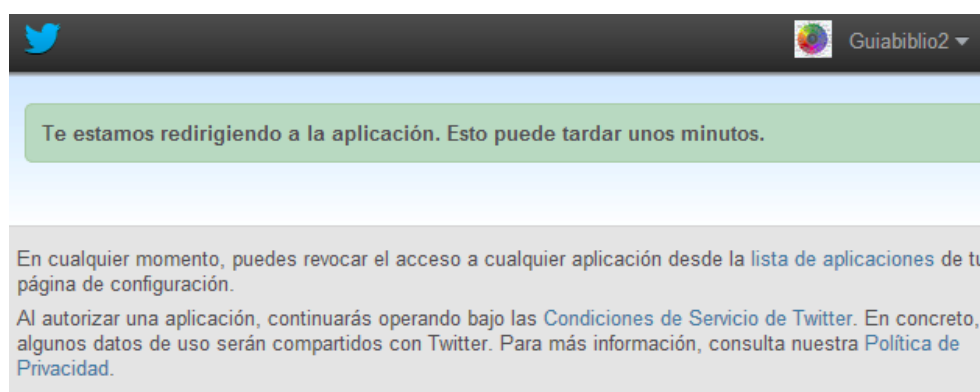 Guiabiblio2
Te estamos redirigiendo a la aplicación. Esto puede tardar unos minutos.
En cualquier momento, puedes revocar el acceso a cualquier aplicación desde la lista de aplicaciones de tu
página de configuración.
Al autorizar una aplicación, continuarás operando bajo las Condiciones de Servicio de Twitter. En concreto,
algunos datos de uso serán compartidos con Twitter. Para más información, consulta nuestra Política de
Privacidad.